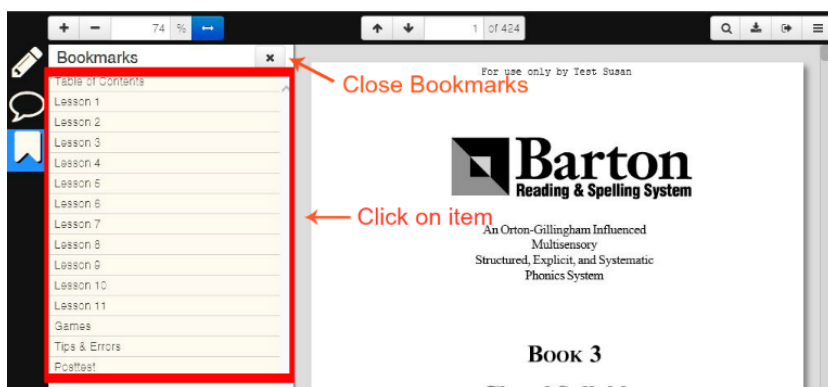 74 %
1 of 424
Bookmarks
Close Bookmarks
Table of Contents
Lesson 1
Lesson 2
Lesson 3
Lesson 4
Lesson 5
Lesson 6
Lesson 7
Lesson 8
Lesson 9
Lesson 10
Lesson 11
Games
Tips & Errors
Posttest
Click on item
For use only by Test Susan
Barton
Reading & Spelling System
An Orton-Gillingham Influenced
Multisensory
Structured, Explicit, and Systematic
Phonics System
BOOK 3